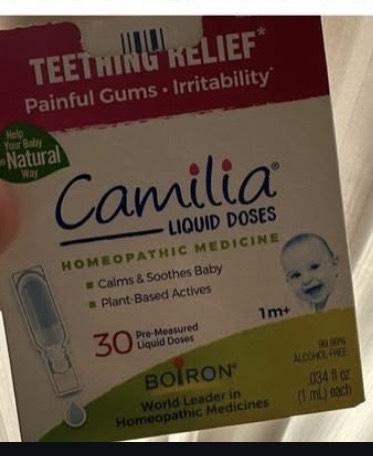 TEETHING RELIEF*
Painful Gums • Irritability*
Help
Your Baby
Natural
Way
Camilia®
LIQUID DOSES
HOMEOPATHIC MEDICINE
Calms & Soothes Baby
Plant-Based Actives
1m+
30 Pre-Measured
Liquid Doses
99.99%
ALCOHOL-FREE
BOIRON®
World Leader in
Homeopathic Medicines
.034 fl oz
(1 mL) each